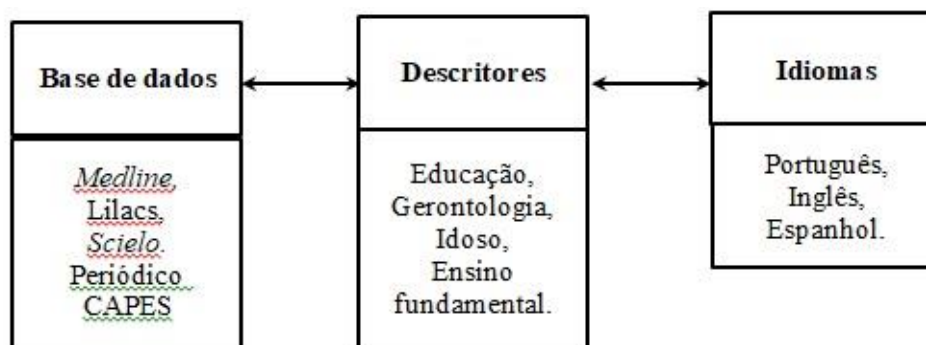 Base de dados
Medline,
Lilacs,
Scielo.
Periódico
CAPES
Descritores
Educação,
Gerontologia,
Idoso,
Ensino
fundamental.
Idiomas
Português,
Inglês,
Espanhol.